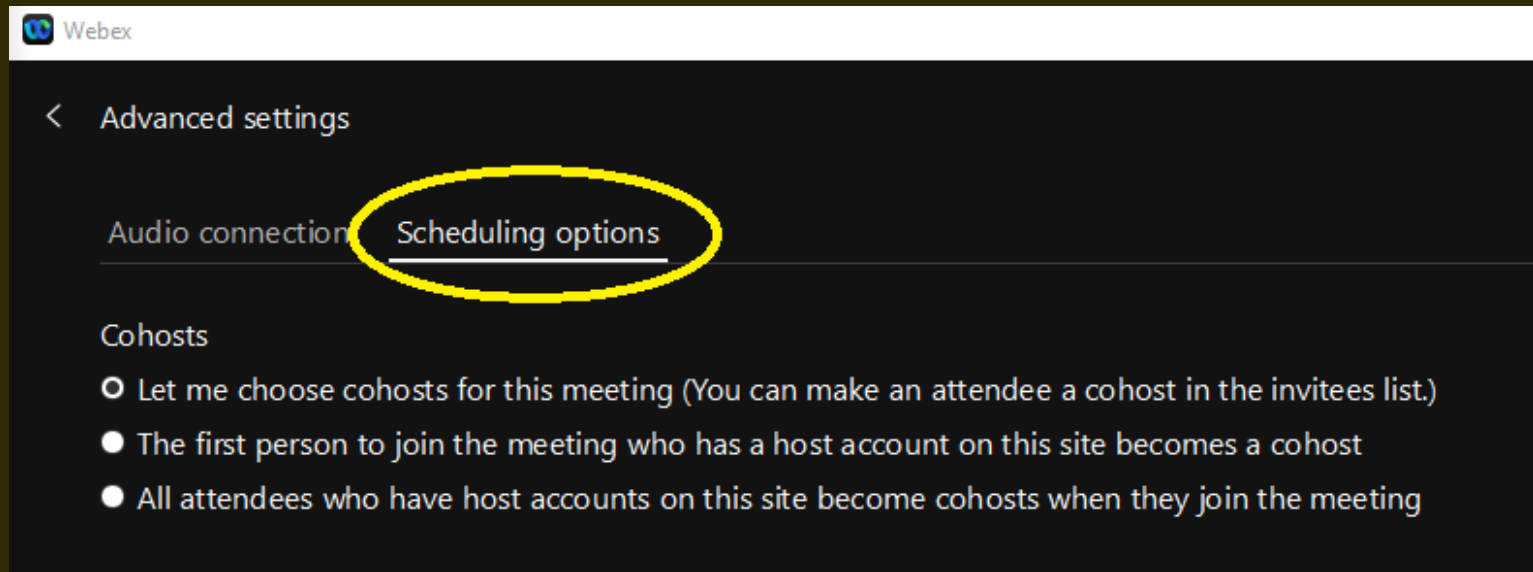 Webex
Advanced settings
Audio connection Scheduling options
Cohosts
Let me choose cohosts for this meeting (You can make an attendee a cohost in the invitees list.)
The first person to join the meeting who has a host account on this site becomes a cohost
All attendees who have host accounts on this site become cohosts when they join the meeting